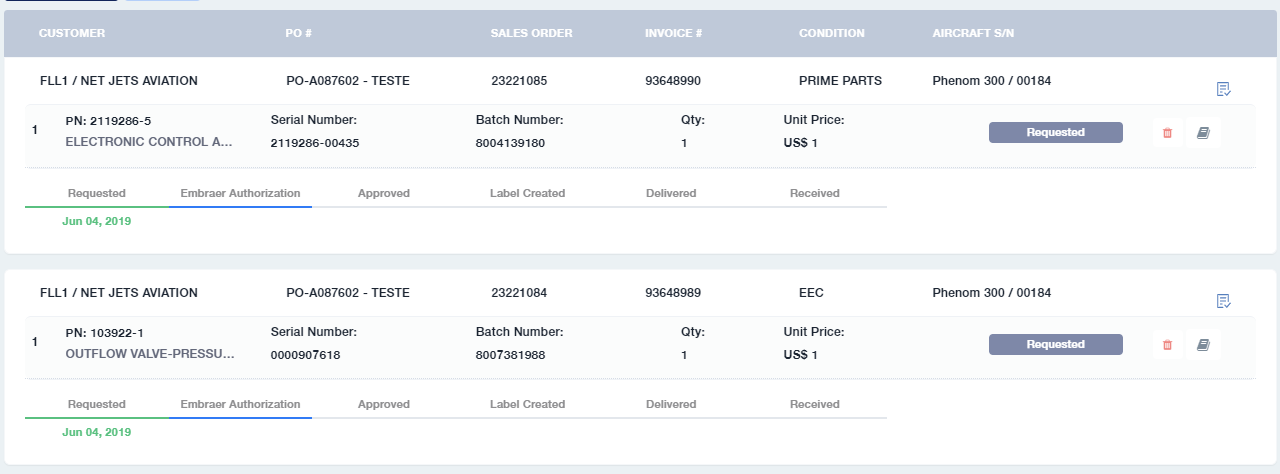 CUSTOMER PO # SALES ORDER INVOICE # CONDITION AIRCRAFT S/N
FLL1 / NET JETS AVIATION PO-A087602 - TESTE 23221085 93648990 PRIME PARTS Phenom 300 / 00184
1 PN: 2119286-5 Serial Number: Batch Number: Qty: Unit Price: Requested
ELECTRONIC CONTROL A... 2119286-00435 8004139180 1 US$ 1
Requested Embraer Authorization Approved Label Created Delivered Received
Jun 04, 2019
FLL1 / NET JETS AVIATION PO-A087602 - TESTE 23221084 93648989 EEC Phenom 300 / 00184
1 PN: 103922-1 Serial Number: Batch Number: Qty: Unit Price: Requested
OUTFLOW VALVE-PRESSU... 0000907618 8007381988 1 US$ 1
Requested Embraer Authorization Approved Label Created Delivered Received
Jun 04, 2019